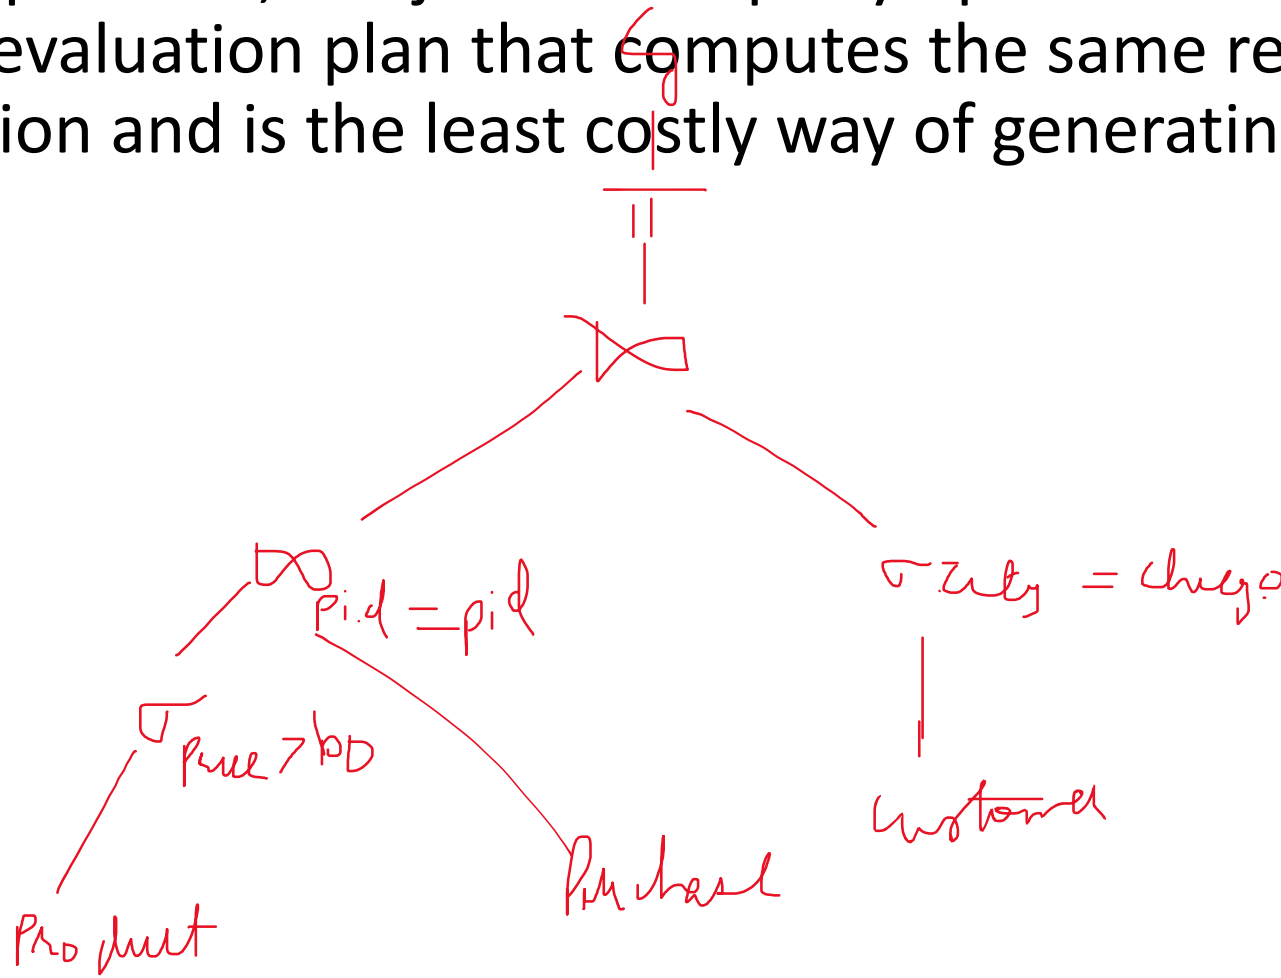 evaluation plan that computes the same re
ion and is the least costly way of generatin
⋈
⋈ pid = pid
σ city = chicago
σ price > 100
customer
Purchase
Product